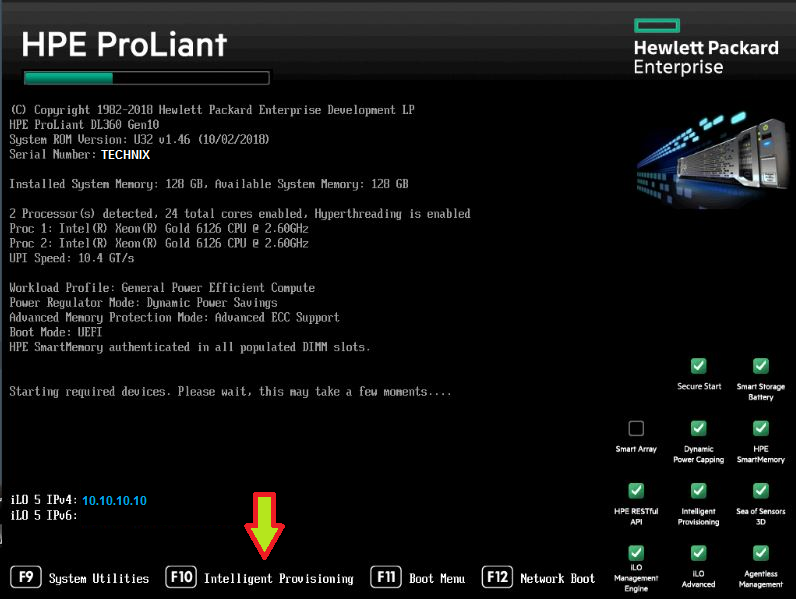 HPE ProLiant
Hewlett Packard
Enterprise
(C) Copyright 1982-2018 Hewlett Packard Enterprise Development LP
HPE ProLiant DL360 Gen10
System ROM Version: U32 v1.46 (10/02/2018)
Serial Number: TECHNIX
Installed System Memory: 128 GB, Available System Memory: 128 GB
2 Processor(s) detected, 24 total cores enabled, Hyperthreading is enabled
Proc 1: Intel(R) Xeon(R) Gold 6126 CPU @ 2.60GHz
Proc 2: Intel(R) Xeon(R) Gold 6126 CPU @ 2.60GHz
UPI Speed: 10.4 GT/s
Workload Profile: General Power Efficient Compute
Power Regulator Mode: Dynamic Power Savings
Advanced Memory Protection Mode: Advanced ECC Support
Boot Mode: UEFI
HPE SmartMemory authenticated in all populated DIMM slots.
Starting required devices. Please wait, this may take a few moments....
Secure Start
Smart Storage
Battery
Smart Array
Dynamic
Power Capping
HPE
SmartMemory
HPE RESTful
API
Intelligent
Provisioning
Sea of Sensors
3D
iLO
Management
Engine
iLO
Advanced
Agentless
Management
iLO 5 IPv4: 10.10.10.10
iLO 5 IPv6:
F9 System Utilities
F10 Intelligent Provisioning
F11 Boot Menu
F12 Network Boot